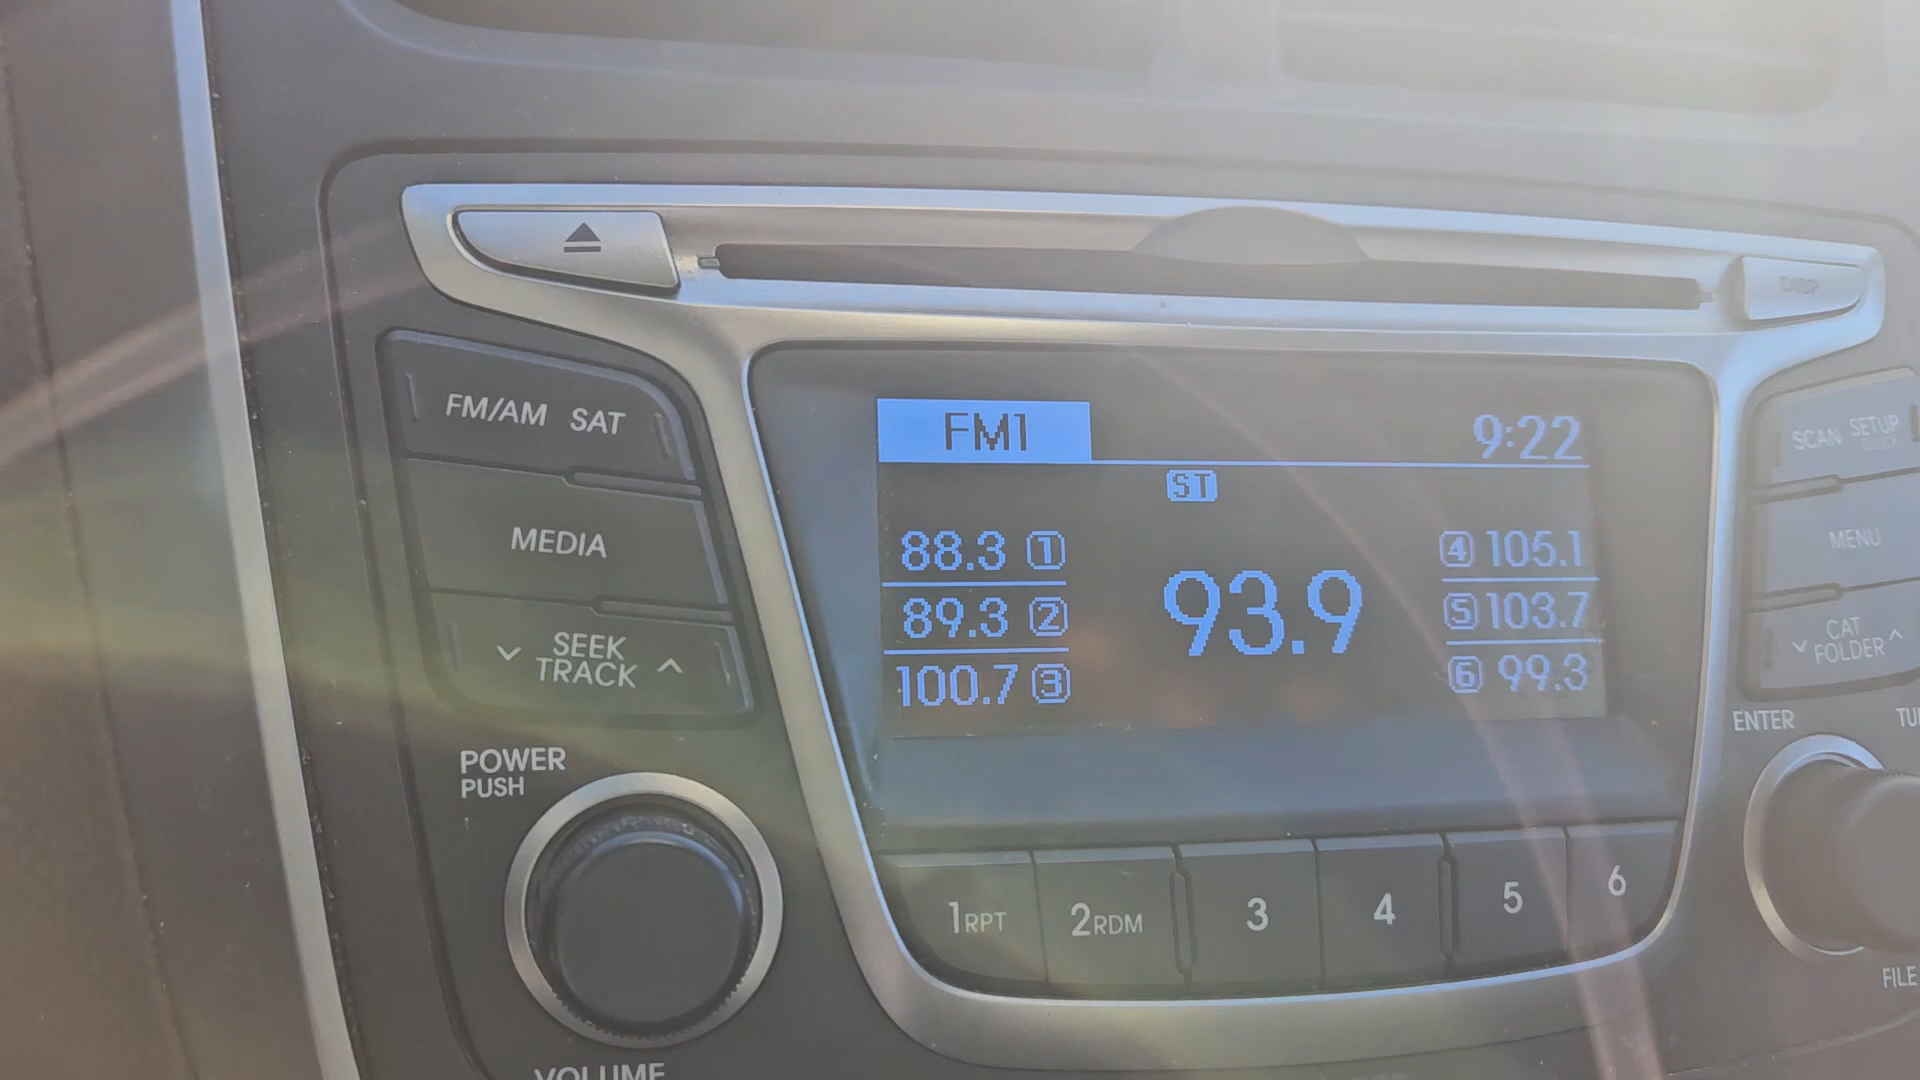 DISP
FM/AM SAT
MEDIA
SEEK
TRACK
POWER
PUSH
VOLUME
FM1 9:22
ST
88.3 1
89.3 2
100.7 3
93.9
4 105.1
5 103.7
6 99.3
1RPT 2RDM 3 4 5 6
SCAN SETUP
CLOCK
MENU
CAT
FOLDER
ENTER
FILE